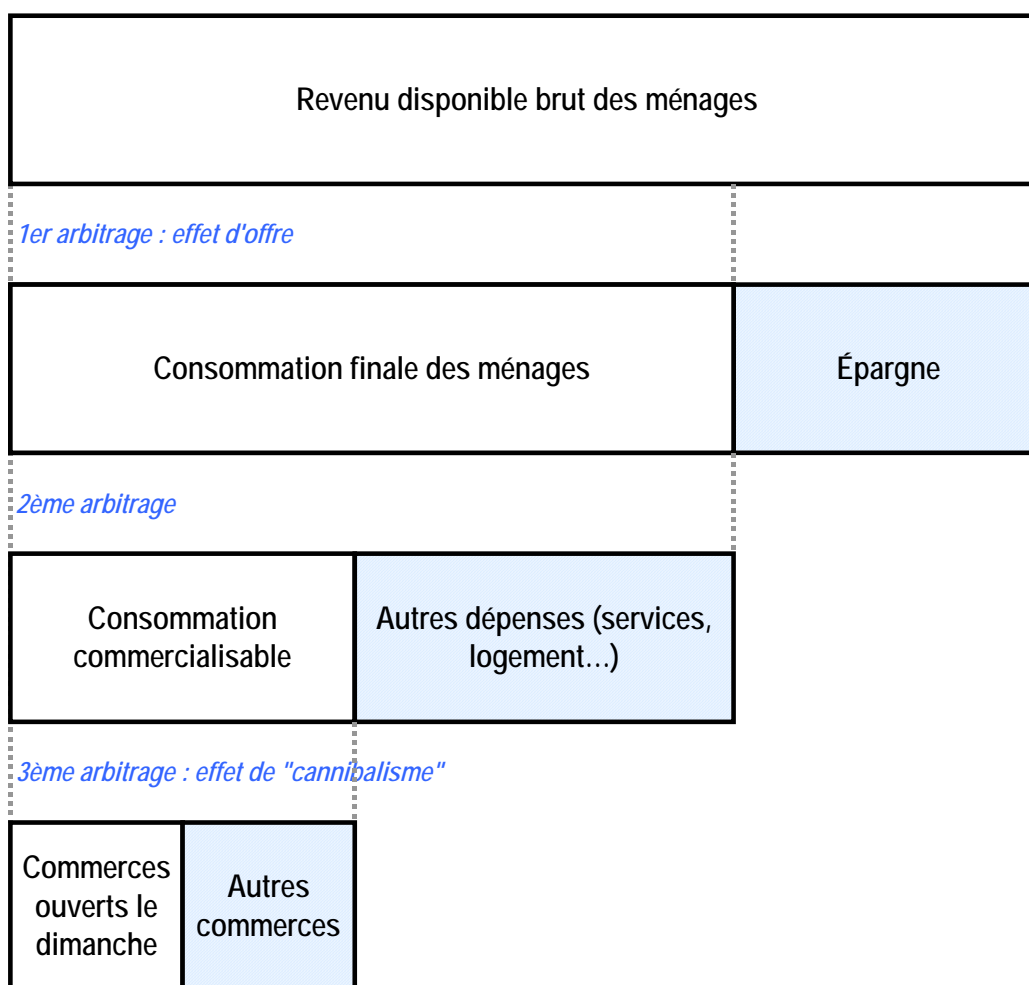 Revenu disponible brut des ménages
1er arbitrage : effet d'offre
Consommation finale des ménages
Épargne
2ème arbitrage
Consommation
commercialisable
Autres dépenses (services,
logement…)
3ème arbitrage : effet de "cannibalisme"
Commerces
ouverts le
dimanche
Autres
commerces